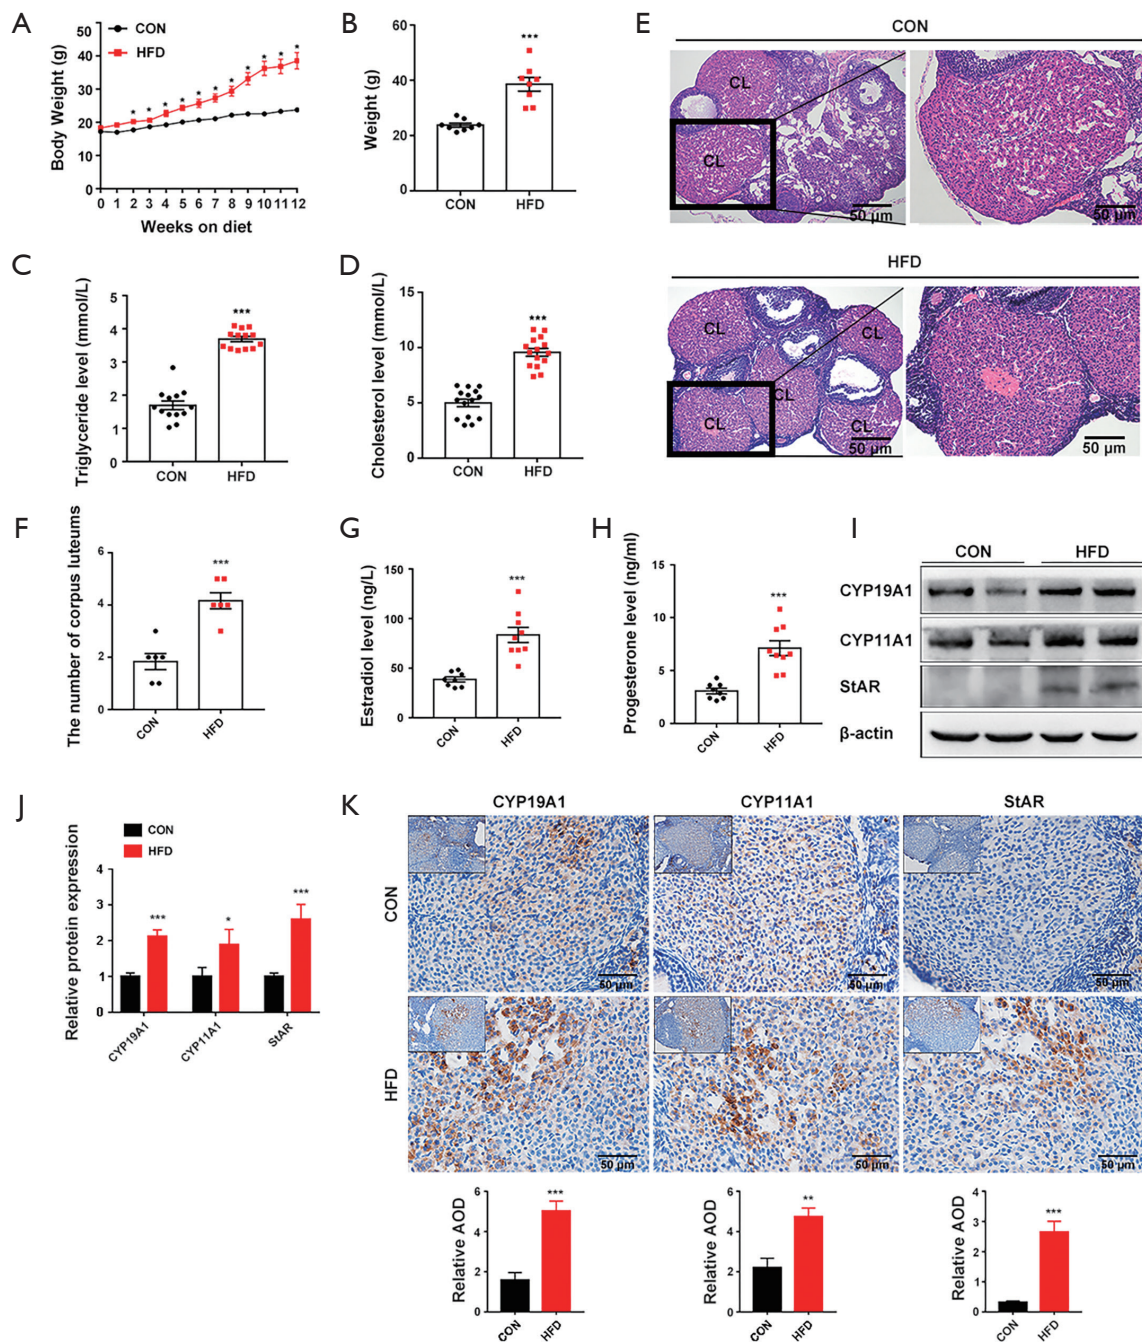 A
CON
HFD
Body Weight (g)
50
40
30
20
10
0
* * * * * * * * * * *
0 1 2 3 4 5 6 7 8 9 10 11 12
Weeks on diet
B
Weight (g)
60
40
20
0
***
CON HFD
C
Triglyceride level (mmol/L)
5
4
3
2
1
0
***
CON HFD
D
Cholesterol level (mmol/L)
15
10
5
0
***
CON HFD
E
CON
CL
CL
50 µm
50 µm
HFD
CL
CL
CL
CL
CL
50 µm
50 µm
F
The number of corpus luteums
6
4
2
0
***
CON HFD
G
Estradiol level (ng/L)
150
100
50
0
***
CON HFD
H
Progesterone level (ng/ml)
15
10
5
0
***
CON HFD
I
CON HFD
CYP19A1
CYP11A1
StAR
β-actin
J
CON
HFD
Relative protein expression
4
3
2
1
0
*** * ***
CYP19A1 CYP11A1 StAR
K
CYP19A1 CYP11A1 StAR
CON
50 µm 50 µm 50 µm
HFD
50 µm 50 µm 50 µm
Relative AOD
6
4
2
0
***
CON HFD
Relative AOD
6
4
2
0
**
CON HFD
Relative AOD
4
3
2
1
0
***
CON HFD